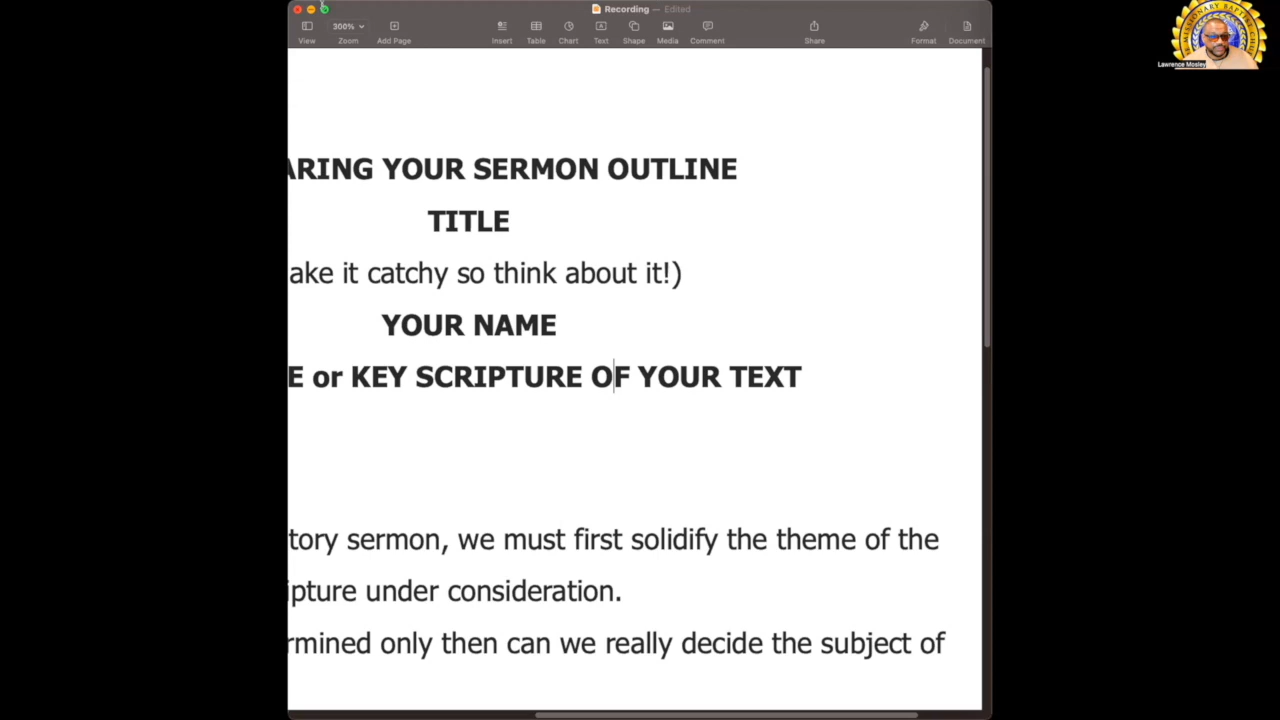 Recording — Edited
300%
View Zoom Add Page Insert Table Chart Text Shape Media Comment Share Format Document
Lawrence Mosley
ARING YOUR SERMON OUTLINE
TITLE
ake it catchy so think about it!)
YOUR NAME
E or KEY SCRIPTURE OF YOUR TEXT
tory sermon, we must first solidify the theme of the
ipture under consideration.
rmined only then can we really decide the subject of